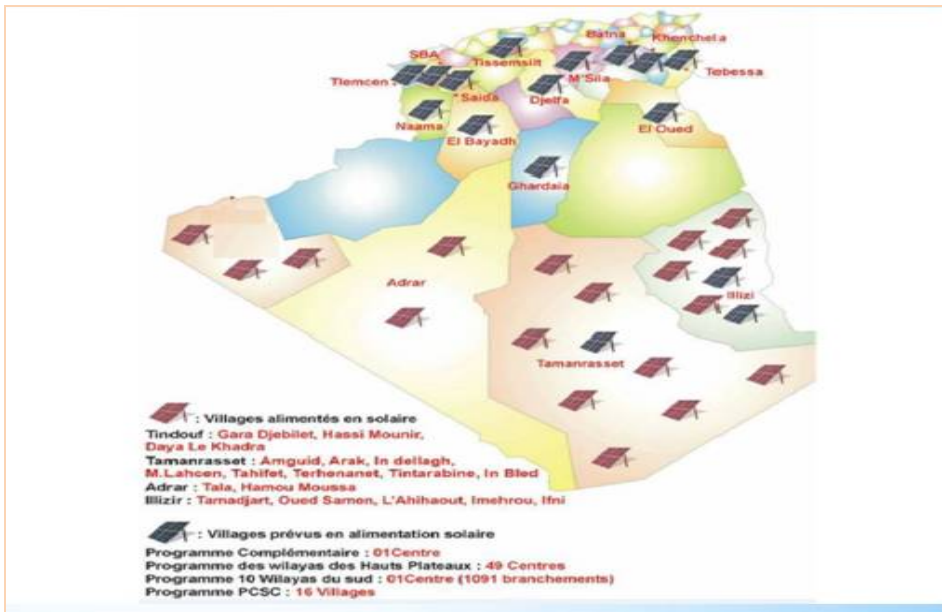 Batna
Khenchela
SBA
Tissemsilt
M'Sila
Tlemcen
Tebessa
Saida
Djelfa
Naama
El Oued
El Bayadh
Ghardaia
Adrar
Illizi
Tamanrasset
: Villages alimentés en solaire
Tindouf : Gara Djebilet, Hassi Mounir,
Daya Le Khadra
Tamanrasset : Amguid, Arak, In dellagh,
M.Lahcen, Tahifet, Terhenanet, Tintarabine, In Bled
Adrar : Tala, Hamou Moussa
Illizir : Tamadjart, Oued Samen, L'Ahihaout, Imehrou, Ifni
: Villages prévus en alimentation solaire
Programme Complémentaire : 01Centre
Programme des wilayas des Hauts Plateaux : 49 Centres
Programme 10 Wilayas du sud : 01Centre (1091 branchements)
Programme PCSC : 16 Villages